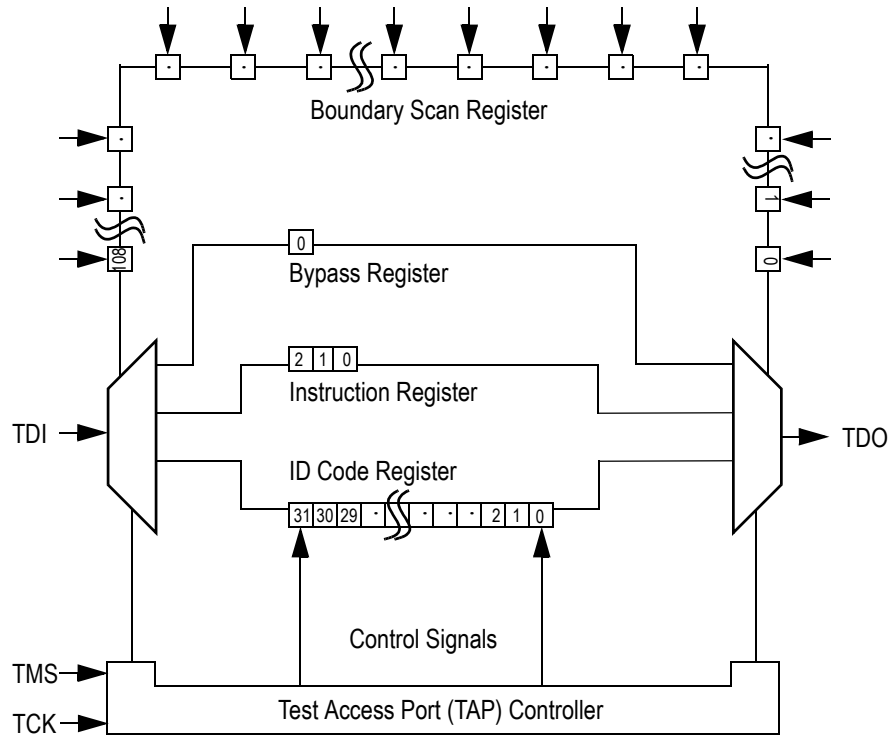 · · · · · · · ·
Boundary Scan Register
· ·
· 1
108 0
0
Bypass Register
2 1 0
Instruction Register
TDI TDO
ID Code Register
31 30 29 · · · · 2 1 0
Control Signals
TMS
Test Access Port (TAP) Controller
TCK